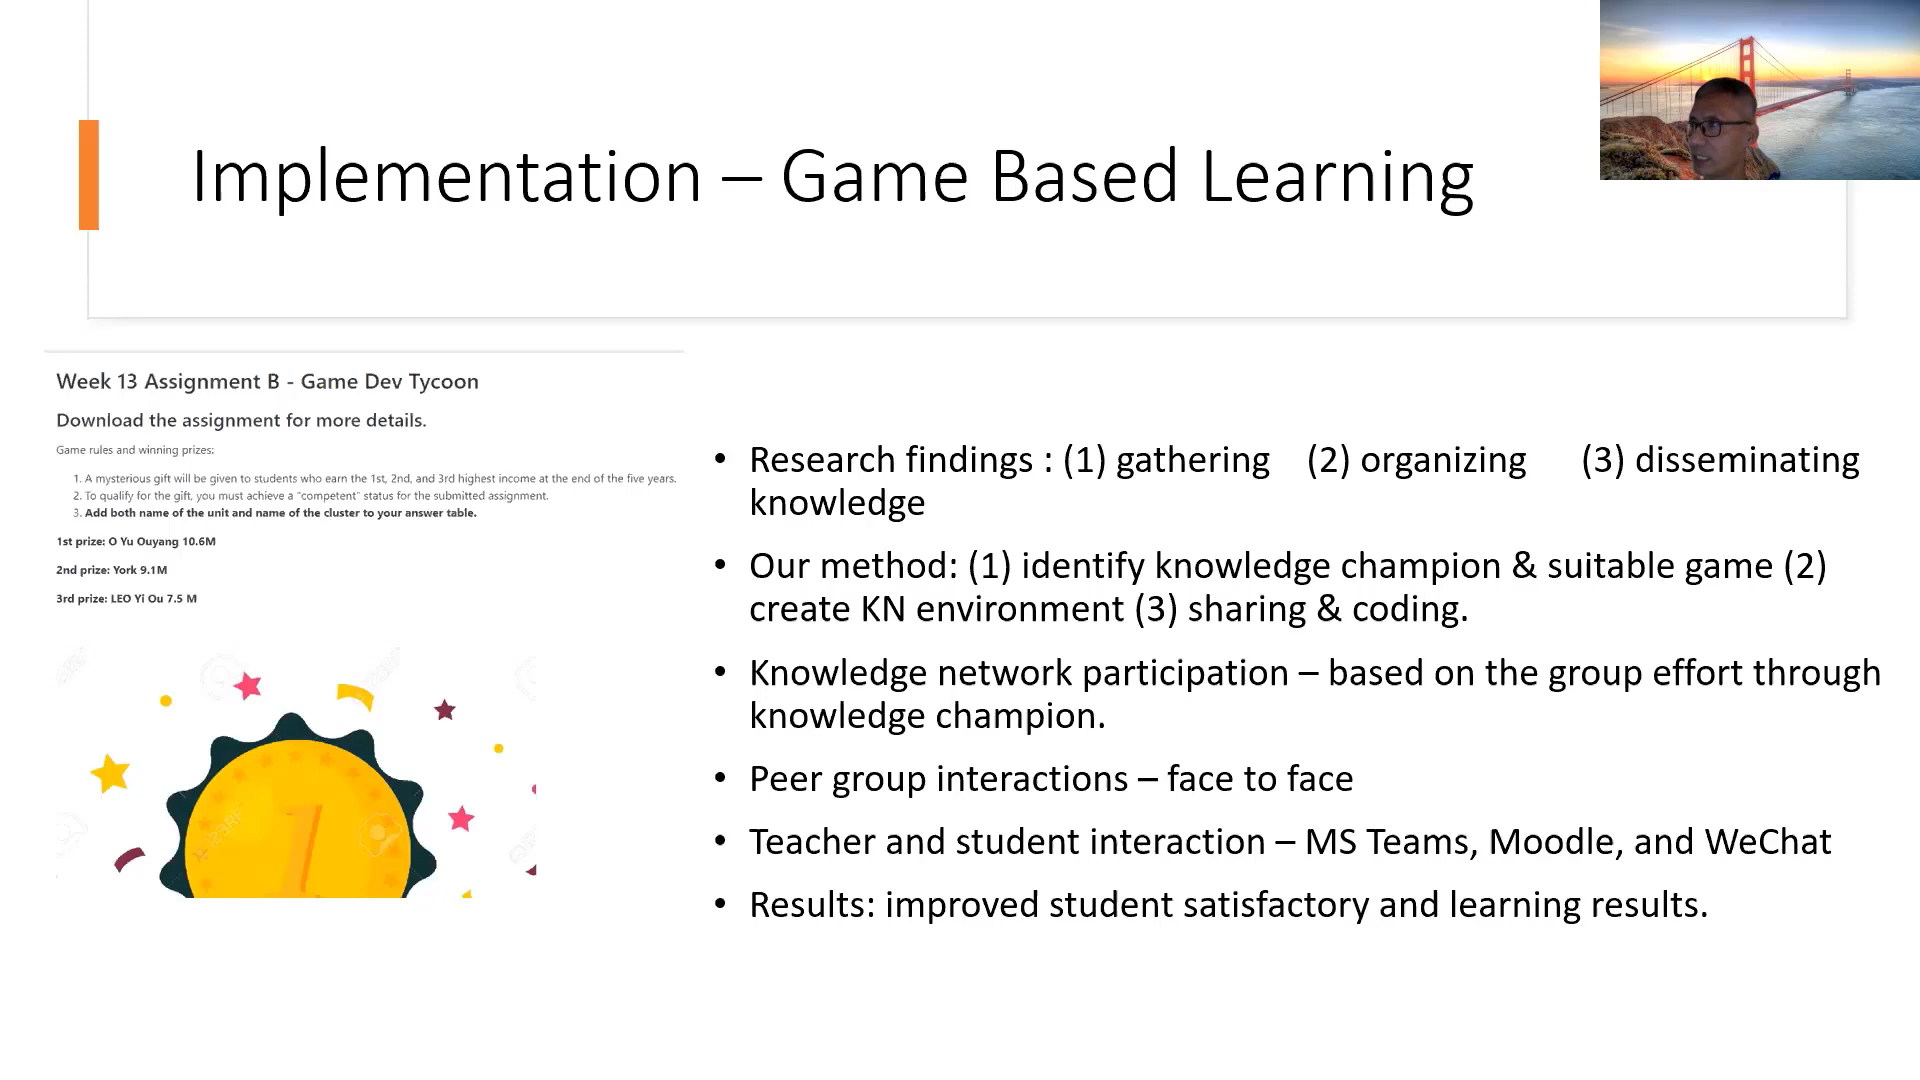 Implementation – Game Based Learning
Week 13 Assignment B - Game Dev Tycoon
Download the assignment for more details.
Game rules and winning prizes:
1. A mysterious gift will be given to students who earn the 1st, 2nd, and 3rd highest income at the end of the five years.
2. To qualify for the gift, you must achieve a "competent" status for the submitted assignment.
3. Add both name of the unit and name of the cluster to your answer table.
1st prize: O Yu Ouyang 10.6M
2nd prize: York 9.1M
3rd prize: LEO Yi Ou 7.5 M
1
• Research findings : (1) gathering (2) organizing (3) disseminating
knowledge
• Our method: (1) identify knowledge champion & suitable game (2)
create KN environment (3) sharing & coding.
• Knowledge network participation – based on the group effort through
knowledge champion.
• Peer group interactions – face to face
• Teacher and student interaction – MS Teams, Moodle, and WeChat
• Results: improved student satisfactory and learning results.